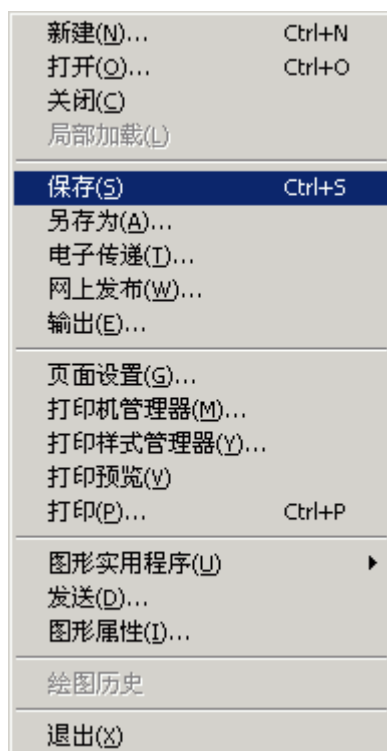 新建(N)... Ctrl+N
打开(O)... Ctrl+O
关闭(C)
局部加载(L)
保存(S) Ctrl+S
另存为(A)...
电子传递(T)...
网上发布(W)...
输出(E)...
页面设置(G)...
打印机管理器(M)...
打印样式管理器(Y)...
打印预览(V)
打印(P)... Ctrl+P
图形实用程序(U)
发送(D)...
图形属性(I)...
绘图历史
退出(X)